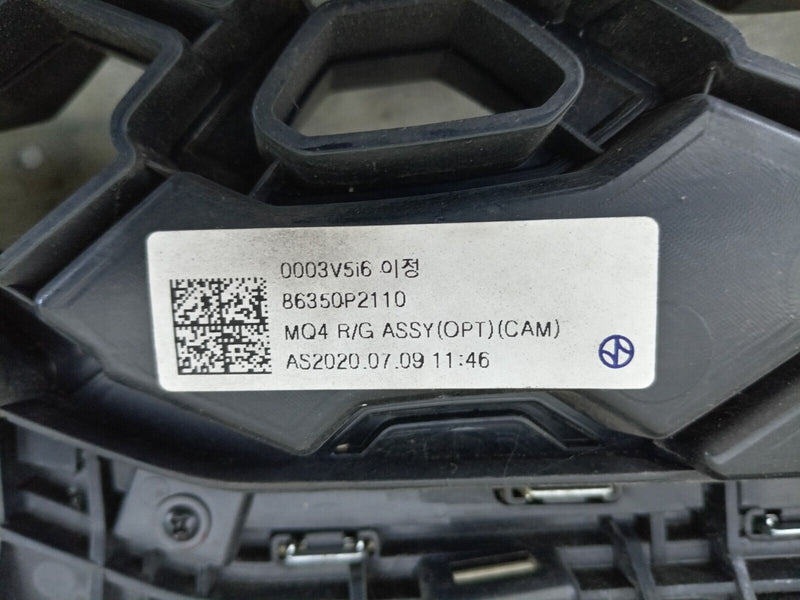 0003V5i6 이정
86350P2110
MQ4 R/G ASSY(OPT)(CAM)
AS2020.07.09 11:46